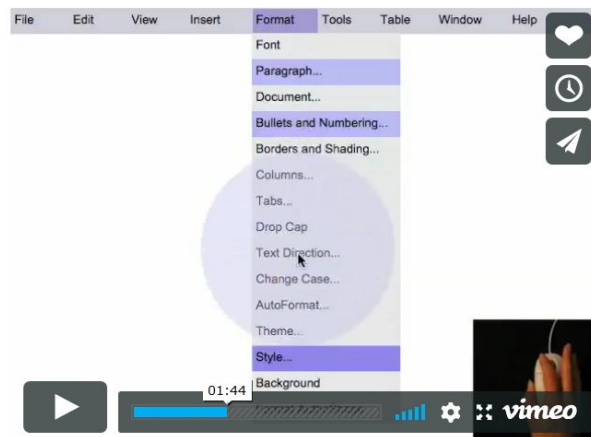 File Edit View Insert Format Tools Table Window Help
Font
Paragraph...
Document...
Bullets and Numbering...
Borders and Shading...
Columns...
Tabs...
Drop Cap
Text Direction...
Change Case...
AutoFormat...
Theme...
Style...
Background
01:44
vimeo